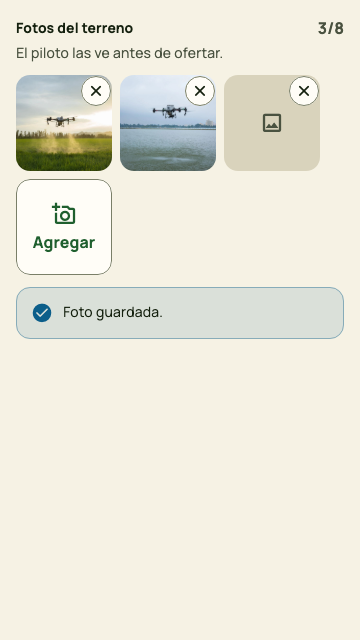 Fotos del terreno
3/8
El piloto las ve antes de ofertar.
Agregar
Foto guardada.